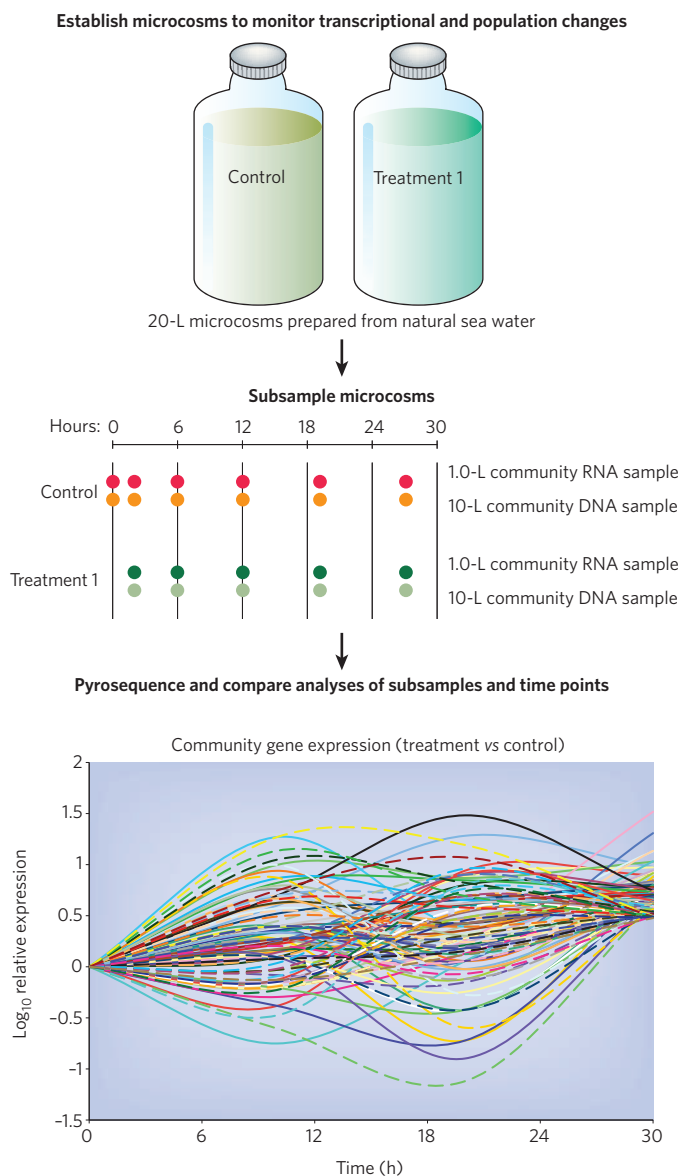 Establish microcosms to monitor transcriptional and population changes
Control
Treatment 1
20-L microcosms prepared from natural sea water
Subsample microcosms
Hours: 0 6 12 18 24 30
Control
1.0-L community RNA sample
10-L community DNA sample
Treatment 1
1.0-L community RNA sample
10-L community DNA sample
Pyrosequence and compare analyses of subsamples and time points
Community gene expression (treatment vs control)
Log10 relative expression
2
1.5
1
0.5
0
–0.5
–1
–1.5
0 6 12 18 24 30
Time (h)